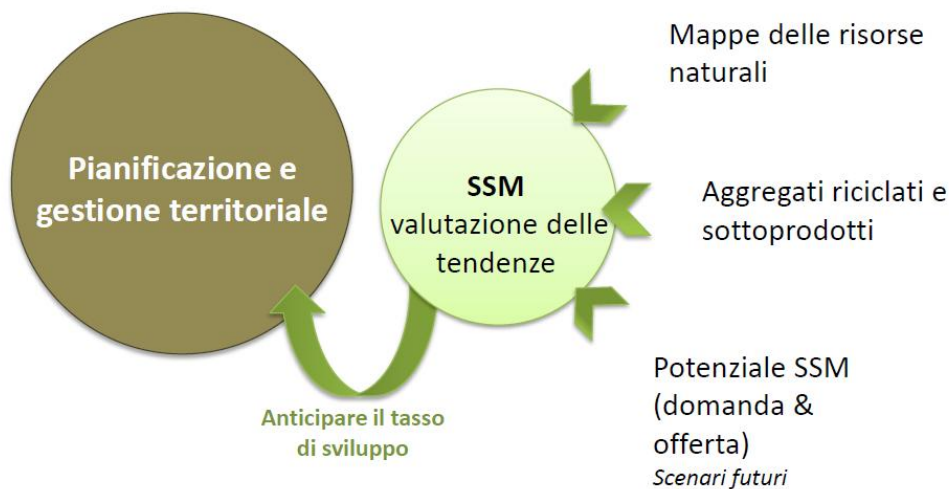 Pianificazione e
gestione territoriale
SSM
valutazione delle
tendenze
Anticipare il tasso
di sviluppo
Mappe delle risorse
naturali
Aggregati riciclati e
sottoprodotti
Potenziale SSM
(domanda &
offerta)
Scenari futuri